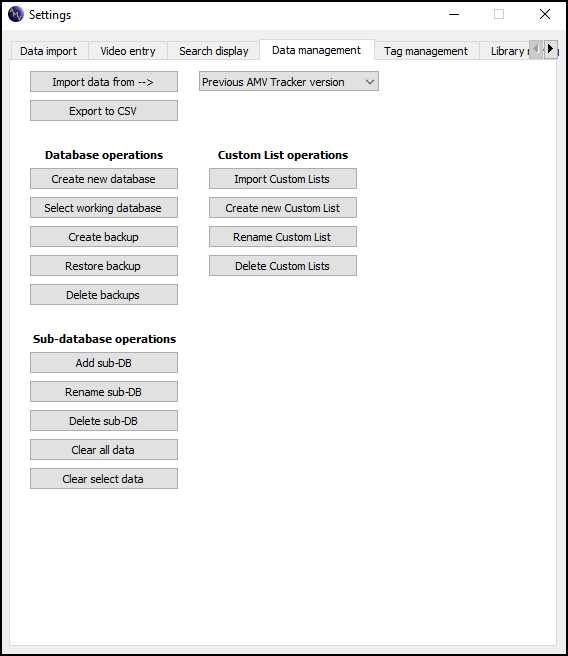 Settings
Data import Video entry Search display Data management Tag management Library
Import data from --> Previous AMV Tracker version
Export to CSV
Database operations Custom List operations
Create new database Import Custom Lists
Select working database Create new Custom List
Create backup Rename Custom List
Restore backup Delete Custom Lists
Delete backups
Sub-database operations
Add sub-DB
Rename sub-DB
Delete sub-DB
Clear all data
Clear select data